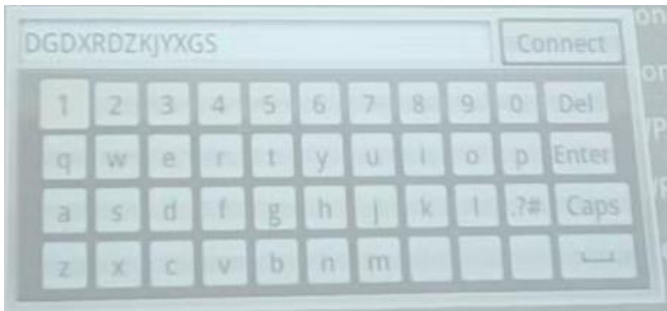 DGDXRDZKJYXGS Connect
1 2 3 4 5 6 7 8 9 0 Del
q w e r t y u i o p Enter
a s d f g h j k l .?# Caps
z x c v b n m